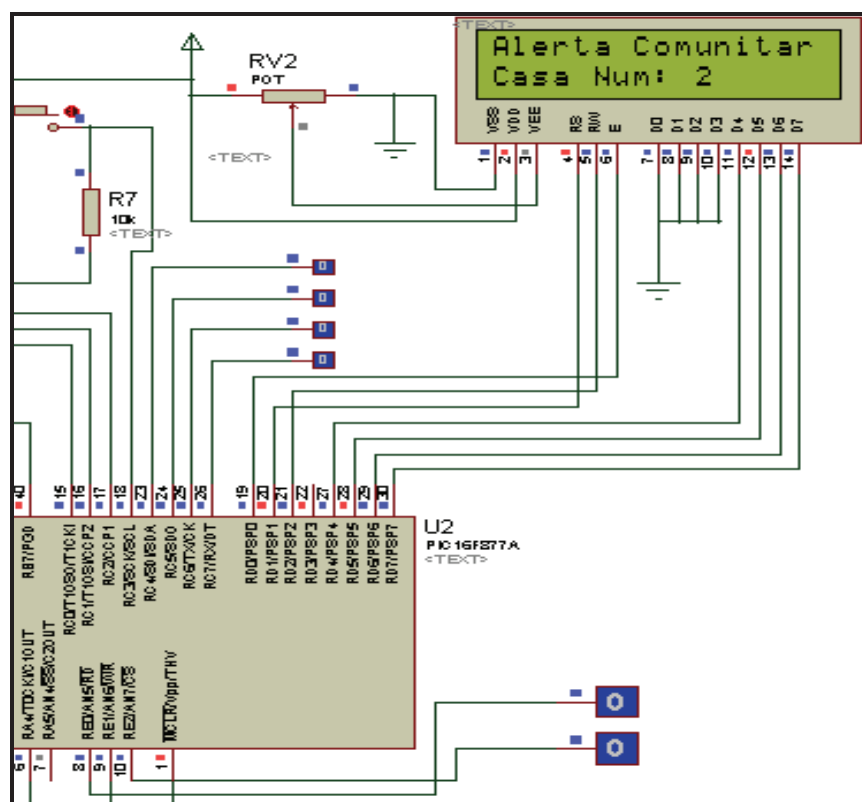 Alerta Comunitar
Casa Num: 2
<TEXT>
VSS
VDD
VEE
RS
RW
E
D0
D1
D2
D3
D4
D5
D6
D7
1
2
3
4
5
6
7
8
9
10
11
12
13
14
RV2
POT
<TEXT>
R7
10k
<TEXT>
0
0
0
0
40
15
16
17
18
23
24
25
26
19
20
21
22
27
28
29
30
RB7/PGD
RC0/T1OSO/T1CKI
RC1/T1OSI/CCP2
RC2/CCP1
RC3/SCK/SCL
RC4/SDI/SDA
RC5/SDO
RC6/TX/CK
RC7/RX/DT
RD0/PSP0
RD1/PSP1
RD2/PSP2
RD3/PSP3
RD4/PSP4
RD5/PSP5
RD6/PSP6
RD7/PSP7
U2
PIC16F877A
<TEXT>
RA4/T0CKI/C1OUT
RA5/AN4/SS/C2OUT
RE0/AN5/RD
RE1/AN6/WR
RE2/AN7/CS
MCLR/Vpp/THV
6
7
8
9
10
1
0
0